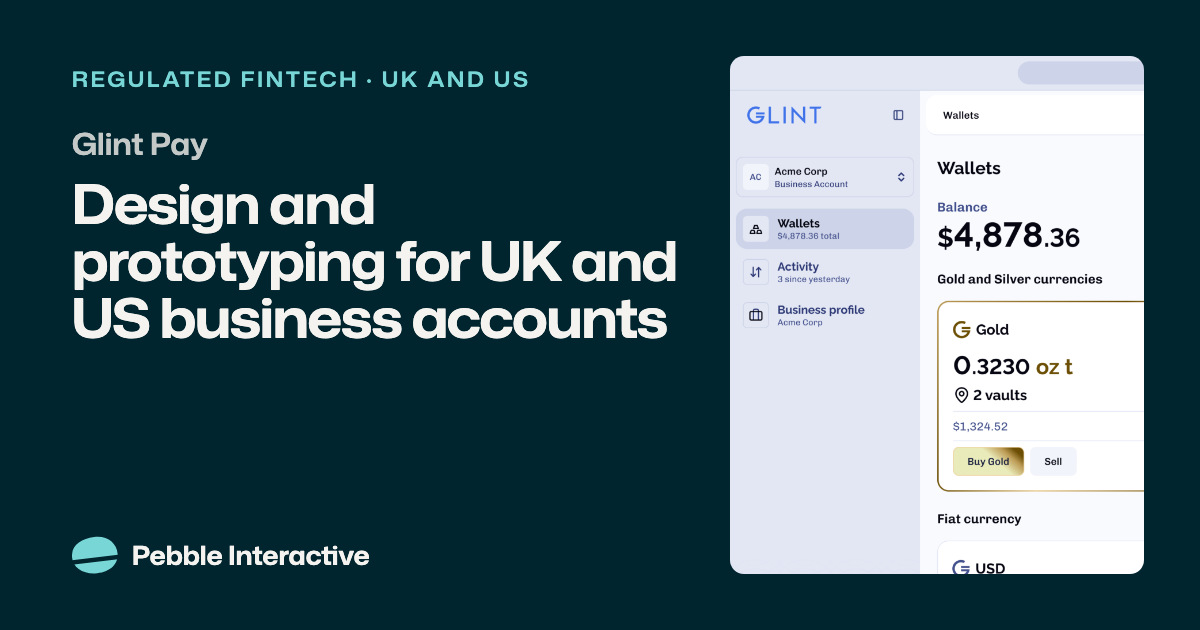 REGULATED FINTECH · UK AND US
Glint Pay
Design and
prototyping for UK and
US business accounts
Pebble Interactive
GLINT
AC
Acme Corp
Business Account
Wallets
$4,878.36 total
Activity
3 since yesterday
Business profile
Acme Corp
Wallets
Wallets
Balance
$4,878.36
Gold and Silver currencies
Gold
0.3230 oz t
2 vaults
$1,324.52
Buy Gold
Sell
Fiat currency
USD